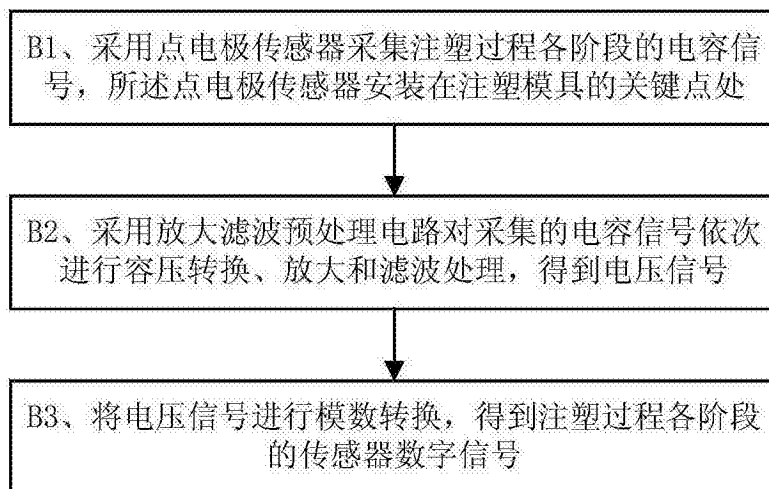 B1、采用点电极传感器采集注塑过程各阶段的电容信
号，所述点电极传感器安装在注塑模具的关键点处
B2、采用放大滤波预处理电路对采集的电容信号依次
进行容压转换、放大和滤波处理，得到电压信号
B3、将电压信号进行模数转换，得到注塑过程各阶段
的传感器数字信号